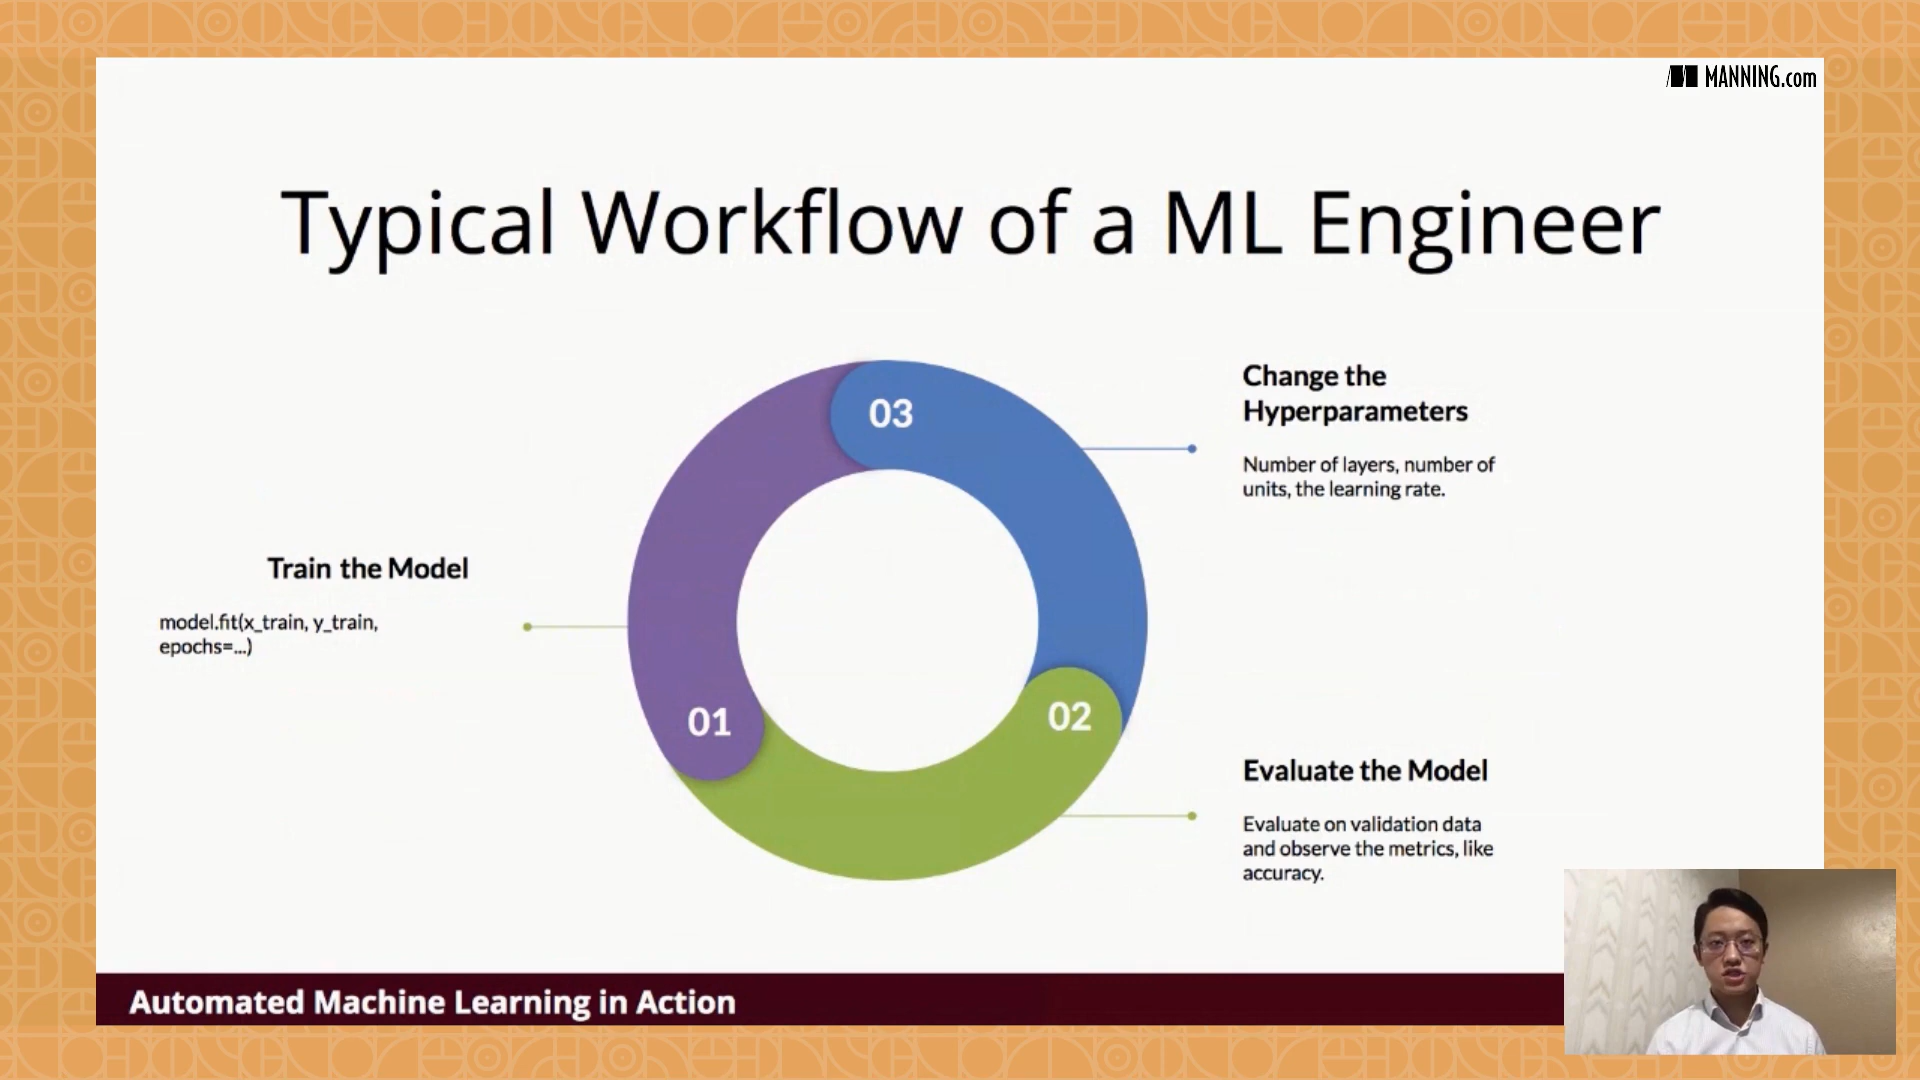 MANNING.com
Typical Workflow of a ML Engineer
03
Change the
Hyperparameters
Number of layers, number of
units, the learning rate.
Train the Model
model.fit(x_train, y_train,
epochs=...)
01
02
Evaluate the Model
Evaluate on validation data
and observe the metrics, like
accuracy.
Automated Machine Learning in Action